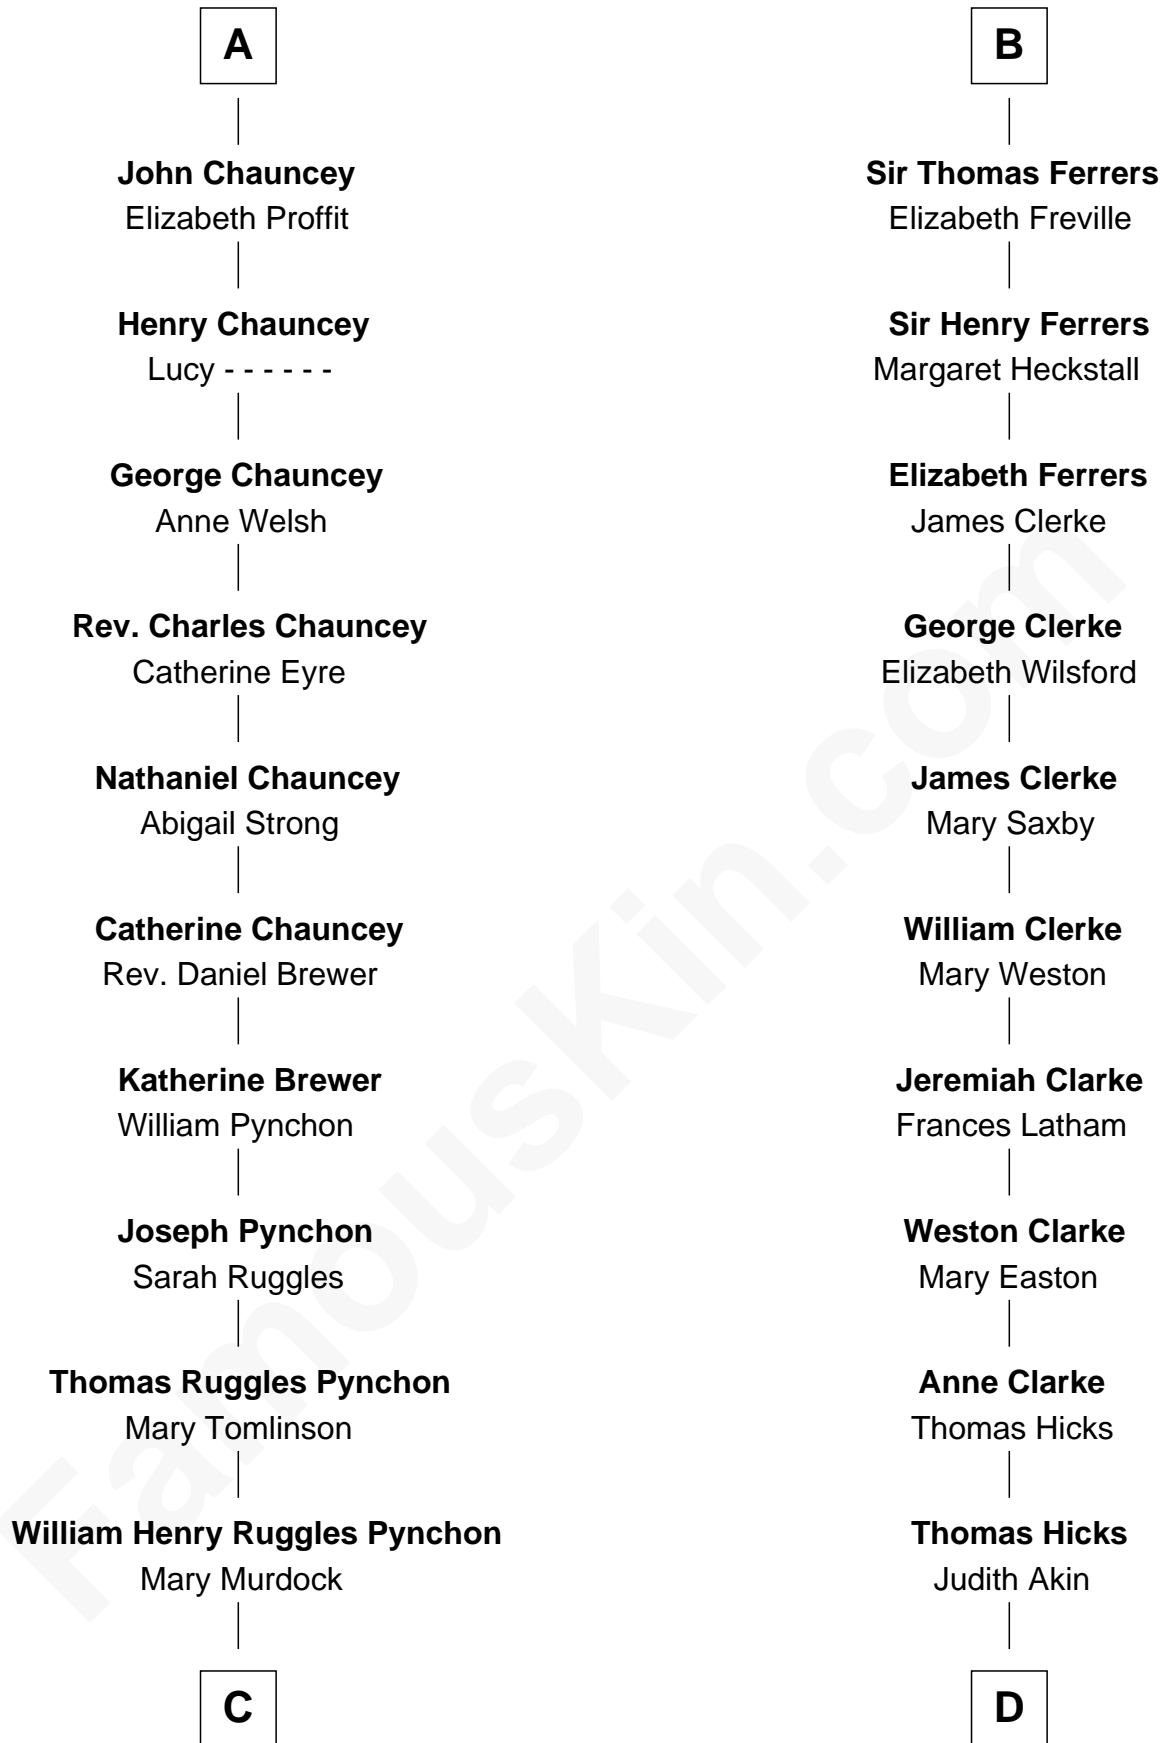 A
John Chauncey
Elizabeth Proffit
Henry Chauncey
Lucy - - - - - -
George Chauncey
Anne Welsh
Rev. Charles Chauncey
Catherine Eyre
Nathaniel Chauncey
Abigail Strong
Catherine Chauncey
Rev. Daniel Brewer
Katherine Brewer
William Pynchon
Joseph Pynchon
Sarah Ruggles
Thomas Ruggles Pynchon
Mary Tomlinson
William Henry Ruggles Pynchon
Mary Murdock
C
B
Sir Thomas Ferrers
Elizabeth Freville
Sir Henry Ferrers
Margaret Heckstall
Elizabeth Ferrers
James Clerke
George Clerke
Elizabeth Wilsford
James Clerke
Mary Saxby
William Clerke
Mary Weston
Jeremiah Clarke
Frances Latham
Weston Clarke
Mary Easton
Anne Clarke
Thomas Hicks
Thomas Hicks
Judith Akin
D
FamousKin.com